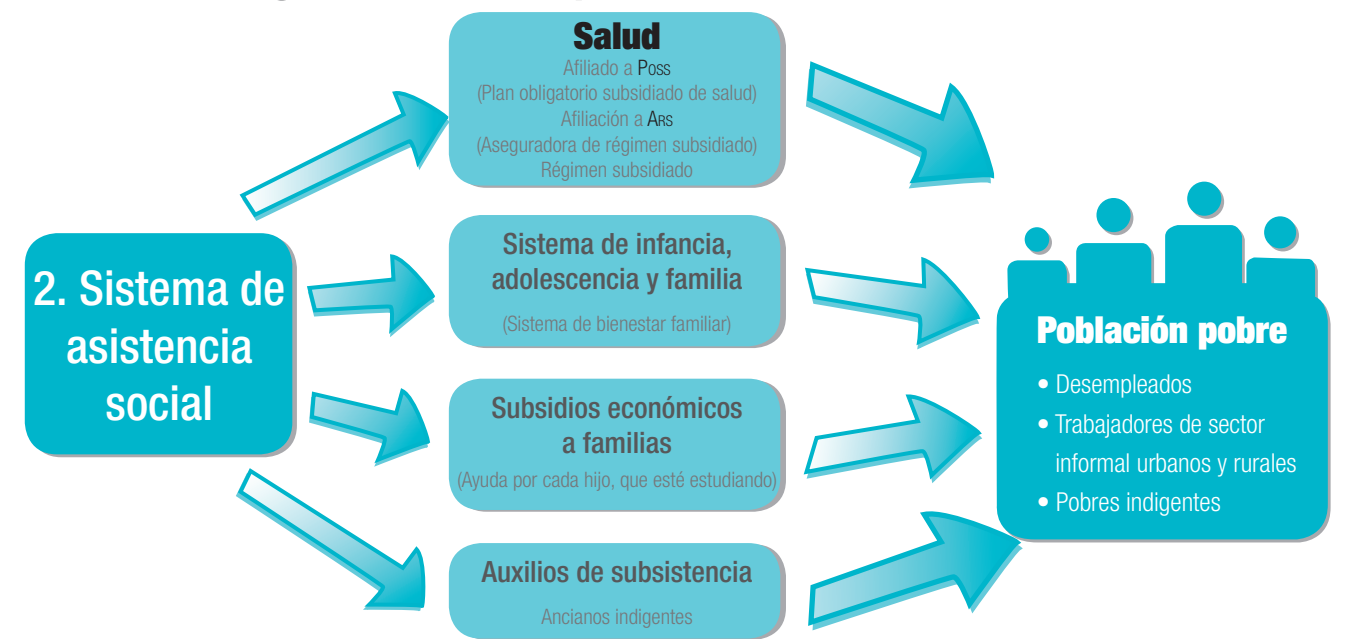 2. Sistema de
asistencia
social
Salud
Afiliado a Poss
(Plan obligatorio subsidiado de salud)
Afiliación a Ars
(Aseguradora de régimen subsidiado)
Régimen subsidiado
Sistema de infancia,
adolescencia y familia
(Sistema de bienestar familiar)
Subsidios económicos
a familias
(Ayuda por cada hijo, que esté estudiando)
Auxilios de subsistencia
Ancianos indigentes
Población pobre
• Desempleados
• Trabajadores de sector
informal urbanos y rurales
• Pobres indigentes